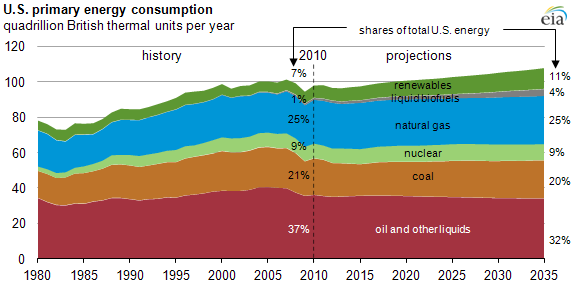 U.S. primary energy consumption
quadrillion British thermal units per year
eia
shares of total U.S. energy
120
history
2010
projections
100
7%
renewables
11%
1%
liquid biofuels
4%
80
25%
natural gas
25%
60
9%
nuclear
9%
40
21%
coal
20%
20
37%
oil and other liquids
32%
0
1980
1985
1990
1995
2000
2005
2010
2015
2020
2025
2030
2035